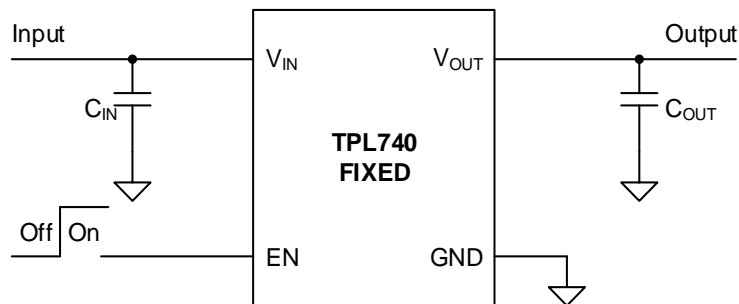 Input
Output
V_IN
V_OUT
C_IN
C_OUT
TPL740
FIXED
Off On
EN
GND